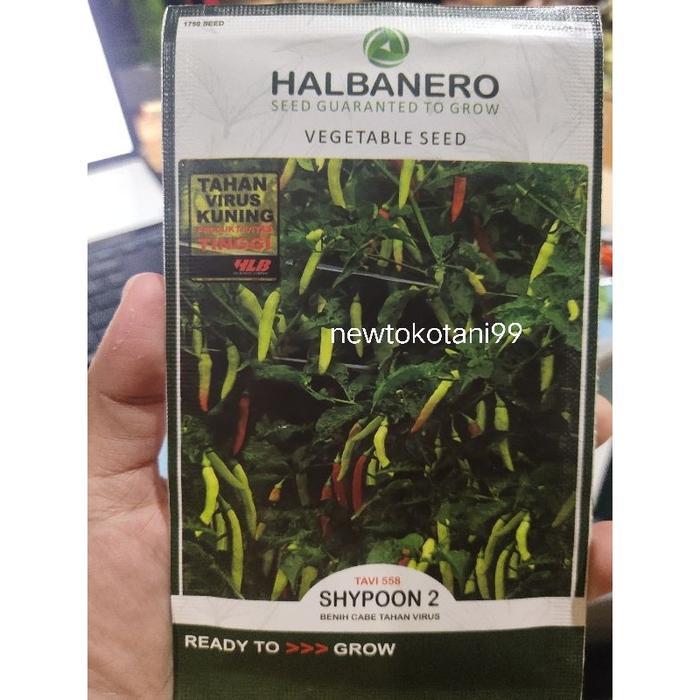 1750 SEED
HALBANERO
SEED GUARANTED TO GROW
VEGETABLE SEED
TAHAN
VIRUS
KUNING
PRODUKTIVITAS
TINGGI
HLB
newtokotani99
TAVI 558
SHYPOON 2
BENIH CABE TAHAN VIRUS
READY TO >>> GROW